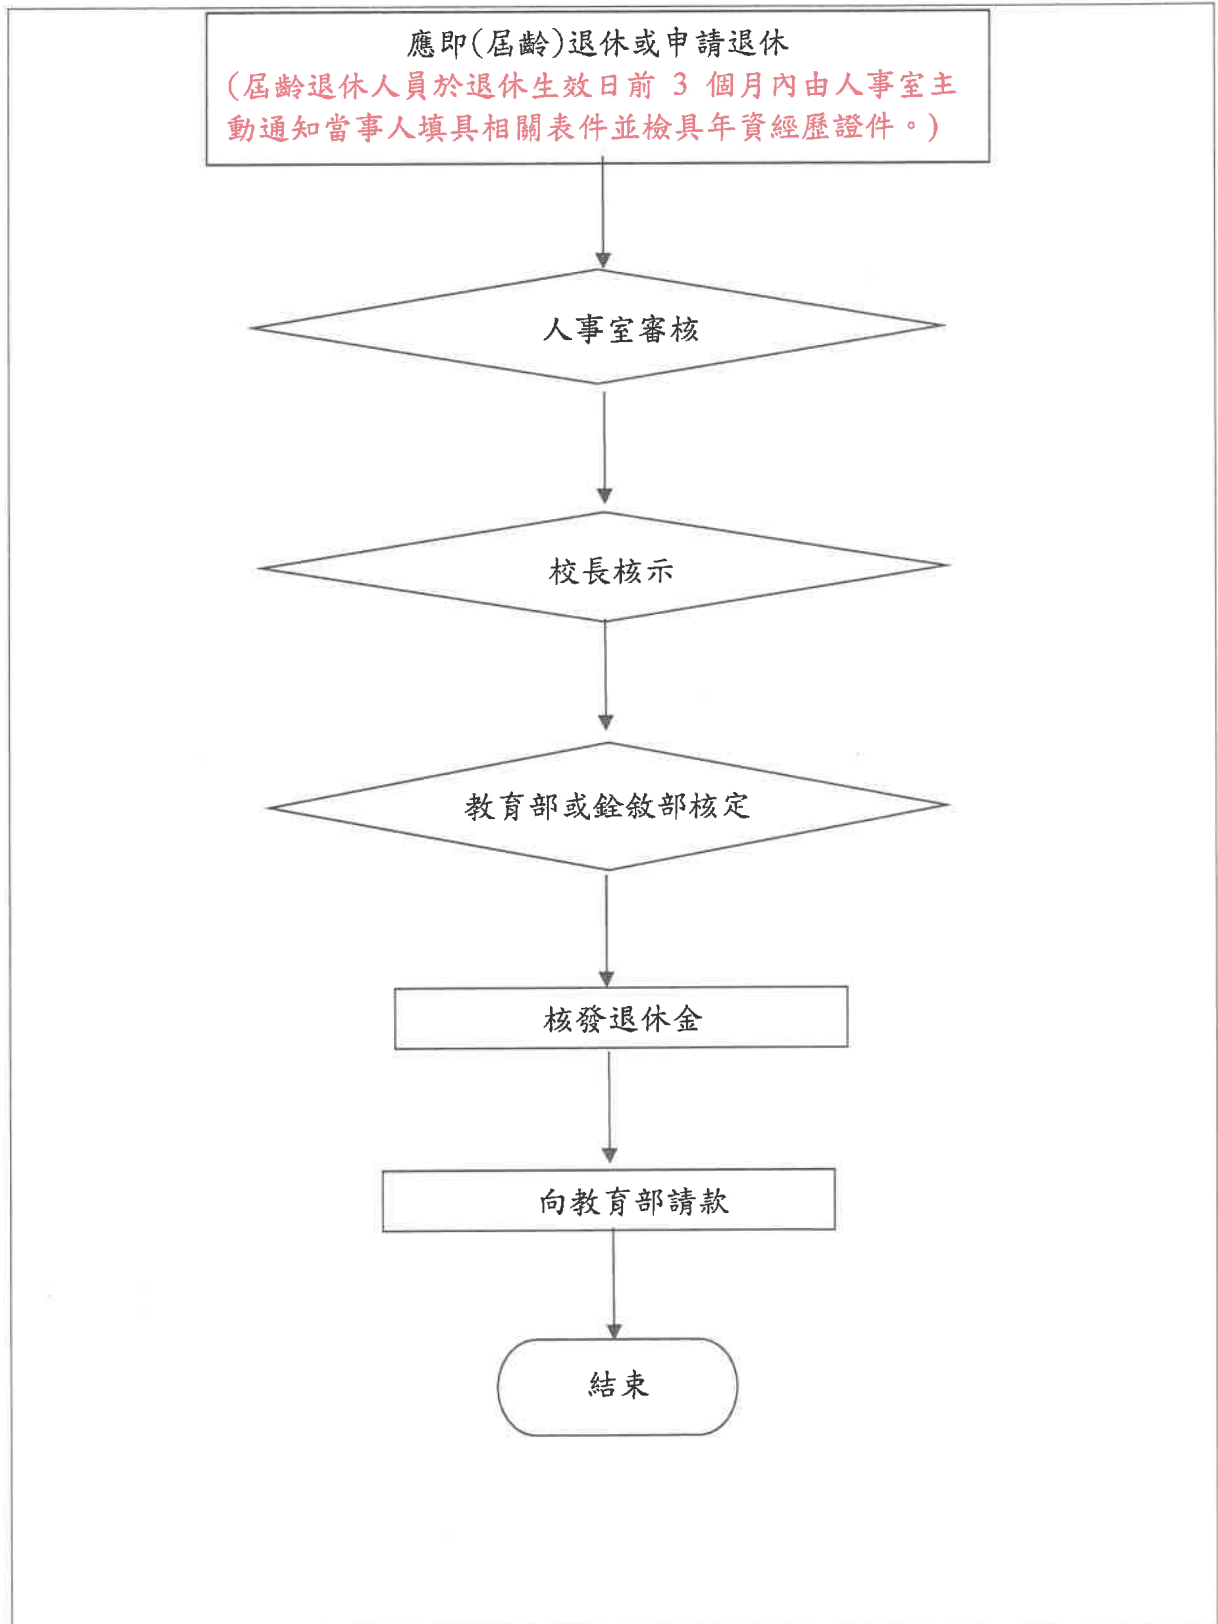 應即(屆齡)退休或申請退休
(屆齡退休人員於退休生效日前 3 個月內由人事室主
動通知當事人填具相關表件並檢具年資經歷證件。)
人事室審核
校長核示
教育部或銓敘部核定
核發退休金
向教育部請款
結束